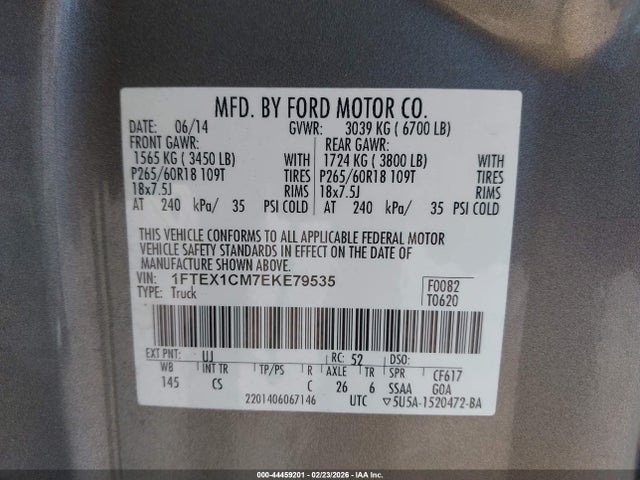 MFD. BY FORD MOTOR CO.
DATE: 06/14 GVWR: 3039 KG ( 6700 LB)
FRONT GAWR: REAR GAWR:
1565 KG ( 3450 LB) WITH 1724 KG ( 3800 LB) WITH
P265/60R18 109T TIRES P265/60R18 109T TIRES
18x7.5J RIMS 18x7.5J RIMS
AT 240 kPa/ 35 PSI COLD AT 240 kPa/ 35 PSI COLD
THIS VEHICLE CONFORMS TO ALL APPLICABLE FEDERAL MOTOR
VEHICLE SAFETY STANDARDS IN EFFECT ON THE DATE OF
MANUFACTURE SHOWN ABOVE.
VIN: 1FTEX1CM7EKE79535 F0082
TYPE: Truck T0620
EXT PNT: UJ RC: 52 DSO:
WB INT TR TP/PS R AXLE TR SPR CF617
145 CS C 26 6 SSAA GOA
2201406067146 UTC ▽5U5A-1520472-BA
000-44459201 - 02/23/2026 - IAA Inc.